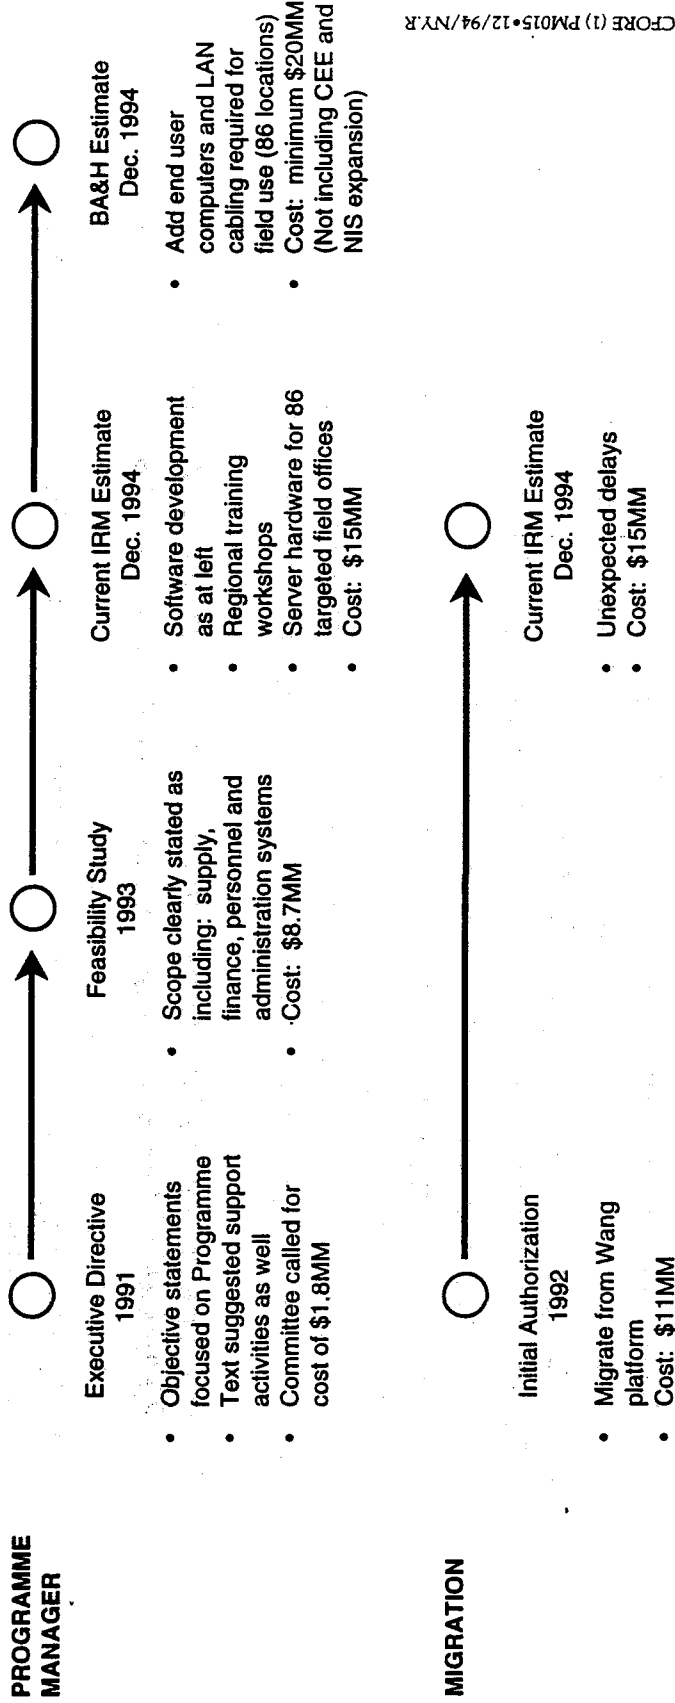 PROGRAMME
MANAGER
Executive Directive
1991
• Objective statements
focused on Programme
• Text suggested support
activities as well
• Committee called for
cost of $1.8MM
Feasibility Study
1993
• Scope clearly stated as
including: supply,
finance, personnel and
administration systems
• Cost: $8.7MM
Current IRM Estimate
Dec. 1994
• Software development
as at left
• Regional training
workshops
• Server hardware for 86
targeted field offices
• Cost: $15MM
BA&H Estimate
Dec. 1994
• Add end user
computers and LAN
cabling required for
field use (86 locations)
• Cost: minimum $20MM
(Not including CEE and
NIS expansion)
MIGRATION
Initial Authorization
1992
• Migrate from Wang
platform
• Cost: $11MM
Current IRM Estimate
Dec. 1994
• Unexpected delays
• Cost: $15MM
CFORE (1) PM015•12/94/NY.R